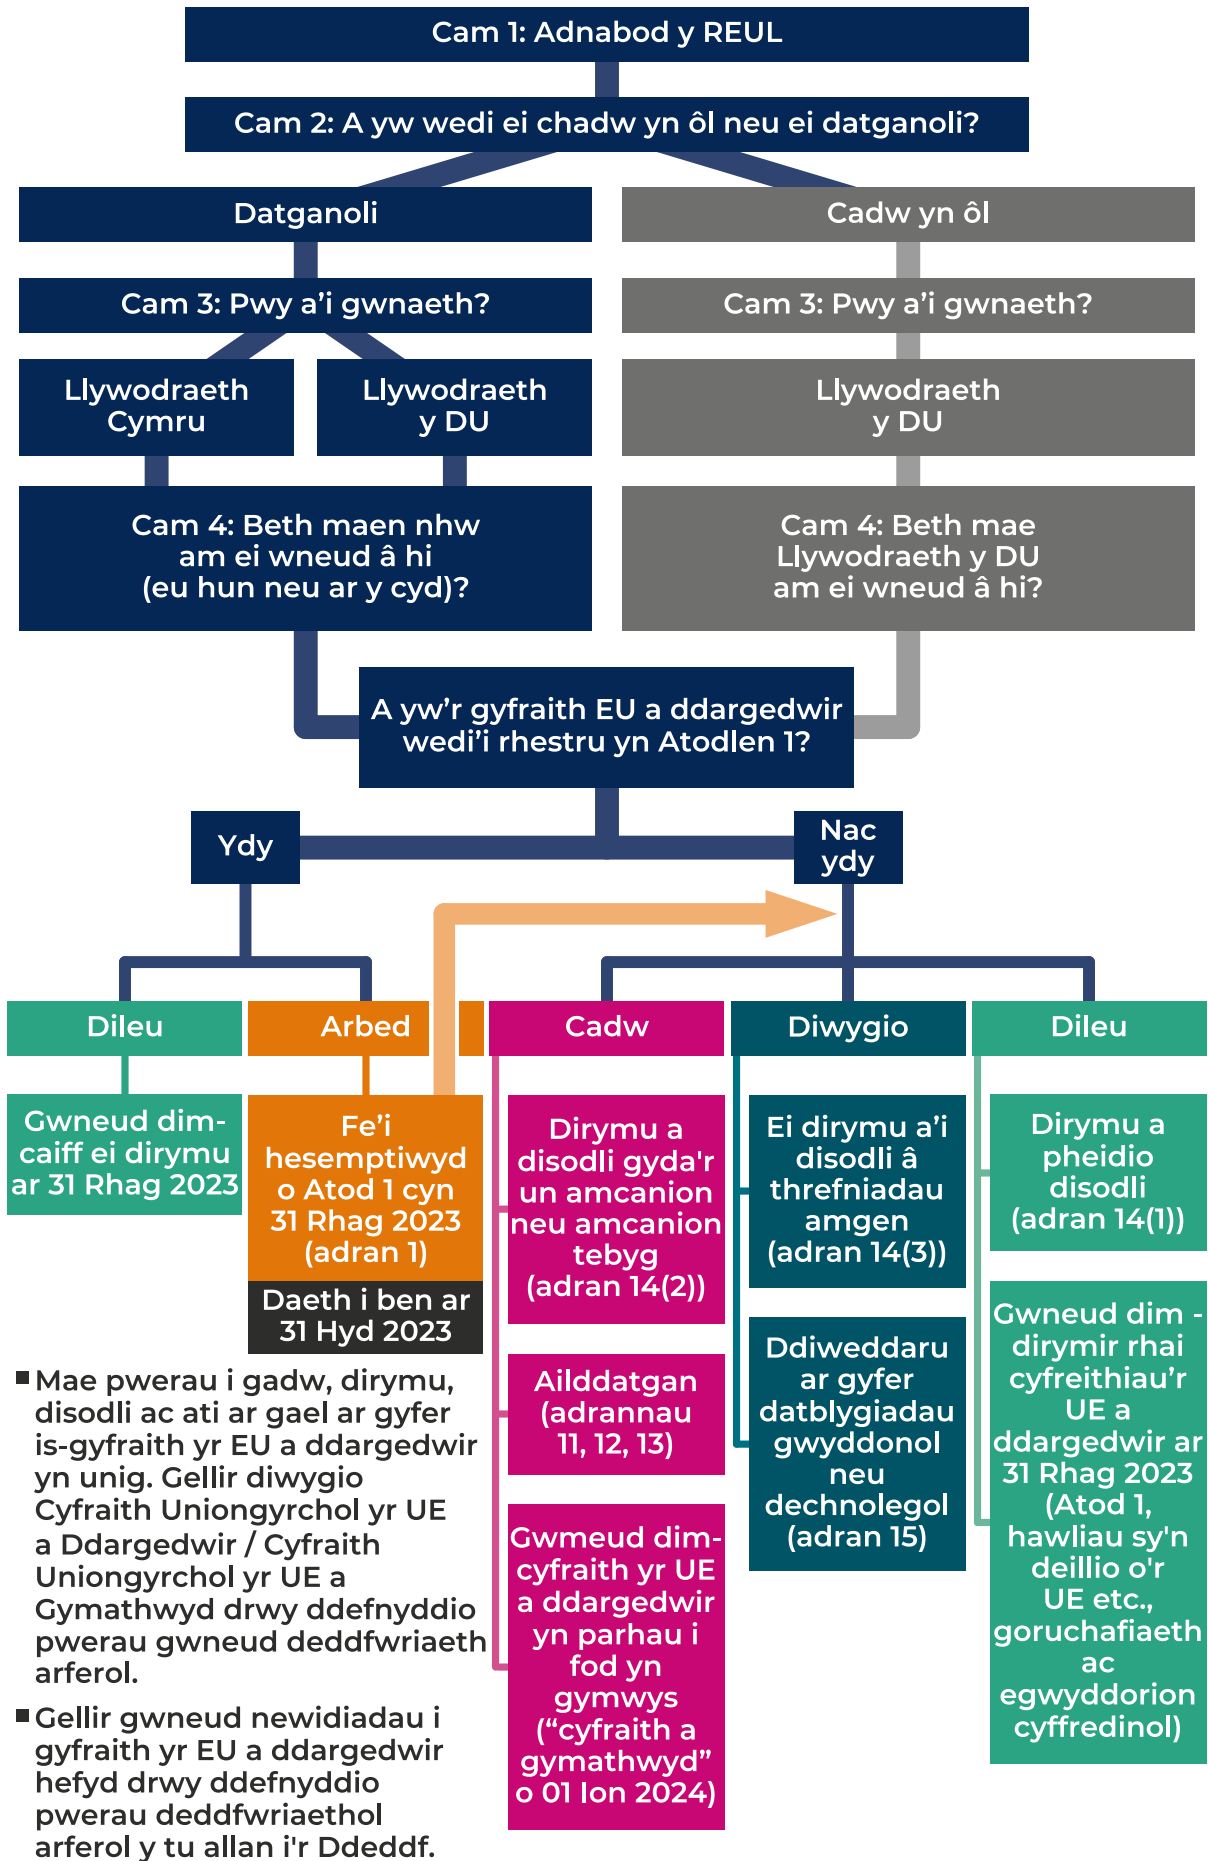 Cam 1: Adnabod y REUL
Cam 2: A yw wedi ei chadw yn ôl neu ei datganoli?
Datganoli
Cadw yn ôl
Cam 3: Pwy a’i gwnaeth?
Cam 3: Pwy a’i gwnaeth?
Llywodraeth
Cymru
Llywodraeth
y DU
Llywodraeth
y DU
Cam 4: Beth maen nhw
am ei wneud â hi
(eu hun neu ar y cyd)?
Cam 4: Beth mae
Llywodraeth y DU
am ei wneud â hi?
A yw’r gyfraith EU a ddargedwir
wedi’i rhestru yn Atodlen 1?
Ydy
Nac
ydy
Dileu
Gwneud dim-
caiff ei dirymu
ar 31 Rhag 2023
Arbed
Fe’i
hesemptiwyd
o Atod 1 cyn
31 Rhag 2023
(adran 1)
Daeth i ben ar
31 Hyd 2023
Cadw
Dirymu a
disodli gyda'r
un amcanion
neu amcanion
tebyg
(adran 14(2))
Ailddatgan
(adrannau
11, 12, 13)
Gwmeud dim-
cyfraith yr UE
a ddargedwir
yn parhau i
fod yn
gymwys
(“cyfraith a
gymathwyd”
o 01 Ion 2024)
Diwygio
Ei dirymu a’i
disodli â
threfniadau
amgen
(adran 14(3))
Ddiweddaru
ar gyfer
datblygiadau
gwyddonol
neu
dechnolegol
(adran 15)
Dileu
Dirymu a
pheidio
disodli
(adran 14(1))
Gwneud dim -
dirymir rhai
cyfreithiau’r
UE a
ddargedwir ar
31 Rhag 2023
(Atod 1,
hawliau sy'n
deillio o'r
UE etc.,
goruchafiaeth
ac
egwyddorion
cyffredinol)
▪ Mae pwerau i gadw, dirymu,
disodli ac ati ar gael ar gyfer
is-gyfraith yr EU a ddargedwir
yn unig. Gellir diwygio
Cyfraith Uniongyrchol yr UE
a Ddargedwir / Cyfraith
Uniongyrchol yr UE a
Gymathwyd drwy ddefnyddio
pwerau gwneud deddfwriaeth
arferol.
▪ Gellir gwneud newidiadau i
gyfraith yr EU a ddargedwir
hefyd drwy ddefnyddio
pwerau deddfwriaethol
arferol y tu allan i'r Ddeddf.